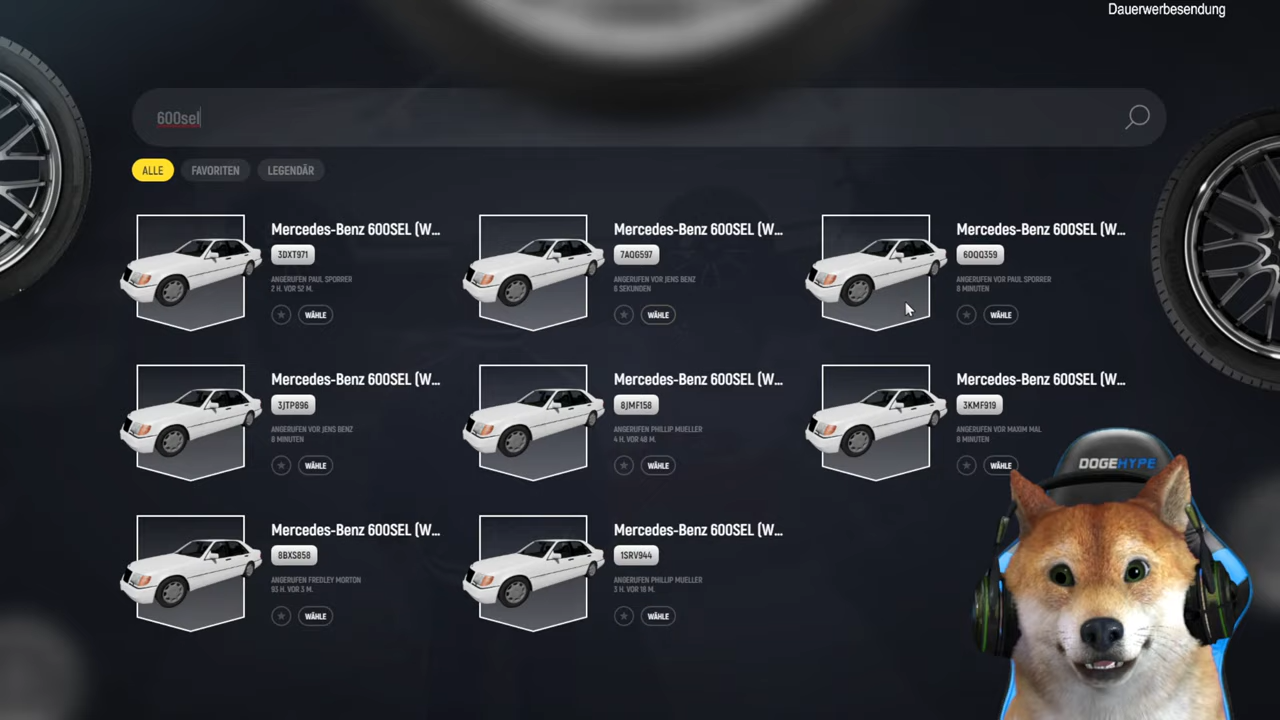 Dauerwerbesendung
600sel
ALLE
FAVORITEN
LEGENDÄR
Mercedes-Benz 600SEL (W...
3DXT971
ANGERUFEN PAUL SPORRER
2 H. VOR 52 M.
WÄHLE
Mercedes-Benz 600SEL (W...
7AQG597
ANGERUFEN VOR JENS BENZ
6 SEKUNDEN
WÄHLE
Mercedes-Benz 600SEL (W...
6OQQ359
ANGERUFEN VOR PAUL SPORRER
8 MINUTEN
WÄHLE
Mercedes-Benz 600SEL (W...
3JTP896
ANGERUFEN VOR JENS BENZ
8 MINUTEN
WÄHLE
Mercedes-Benz 600SEL (W...
8JMF158
ANGERUFEN PHILLIP MUELLER
4 H. VOR 48 M.
WÄHLE
Mercedes-Benz 600SEL (W...
3KMF919
ANGERUFEN VOR MAXIM MAL
8 MINUTEN
WÄHLE
Mercedes-Benz 600SEL (W...
8BXS858
ANGERUFEN FREDLEY MORTON
93 H. VOR 3 M.
WÄHLE
Mercedes-Benz 600SEL (W...
1SRV944
ANGERUFEN PHILLIP MUELLER
3 H. VOR 18 M.
WÄHLE
DOGEHYPE